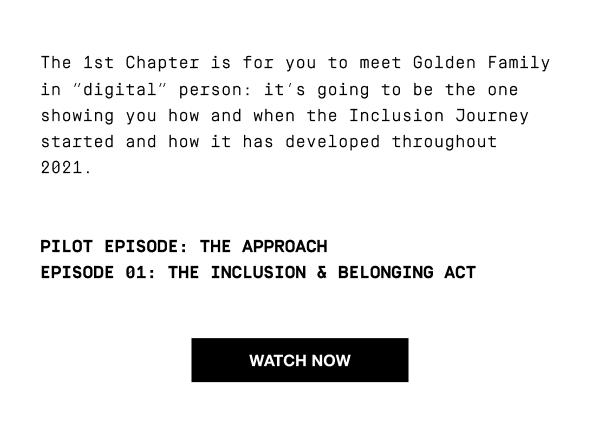 The 1st Chapter is for you to meet Golden Family
in "digital" person: it's going to be the one
showing you how and when the Inclusion Journey
started and how it has developed throughout
2021.
PILOT EPISODE: THE APPROACH
EPISODE 01: THE INCLUSION & BELONGING ACT
WATCH NOW